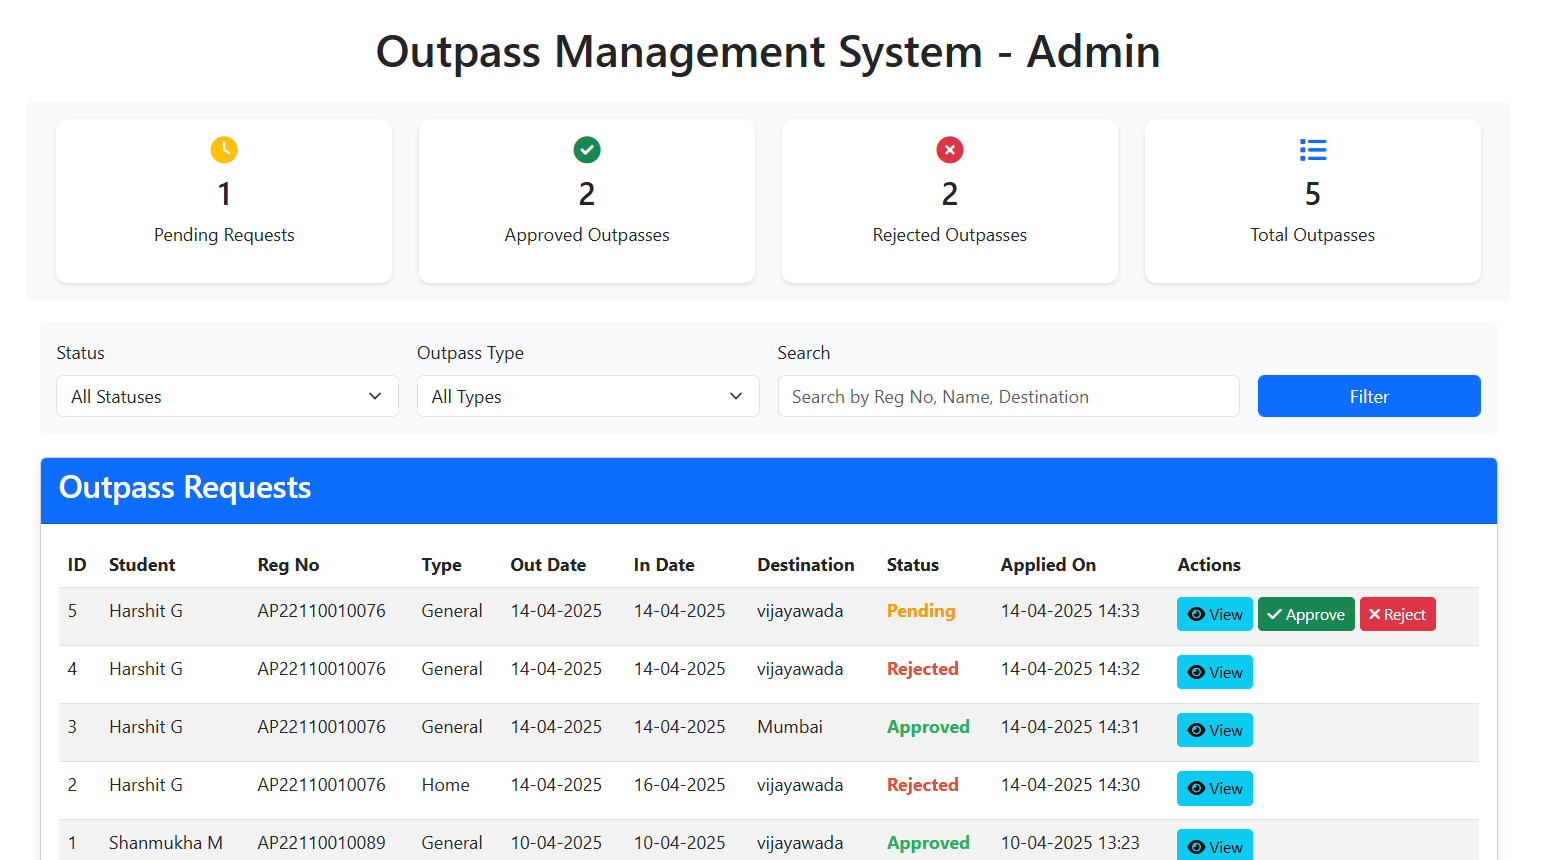 Outpass Management System - Admin
1 2 2 5
Pending Requests Approved Outpasses Rejected Outpasses Total Outpasses
Status Outpass Type Search
All Statuses All Types Search by Reg No, Name, Destination Filter
Outpass Requests
ID Student Reg No Type Out Date In Date Destination Status Applied On Actions
5 Harshit G AP22110010076 General 14-04-2025 14-04-2025 vijayawada Pending 14-04-2025 14:33 View Approve Reject
4 Harshit G AP22110010076 General 14-04-2025 14-04-2025 vijayawada Rejected 14-04-2025 14:32 View
3 Harshit G AP22110010076 General 14-04-2025 14-04-2025 Mumbai Approved 14-04-2025 14:31 View
2 Harshit G AP22110010076 Home 14-04-2025 16-04-2025 vijayawada Rejected 14-04-2025 14:30 View
1 Shanmukha M AP22110010089 General 10-04-2025 10-04-2025 vijayawada Approved 10-04-2025 13:23 View